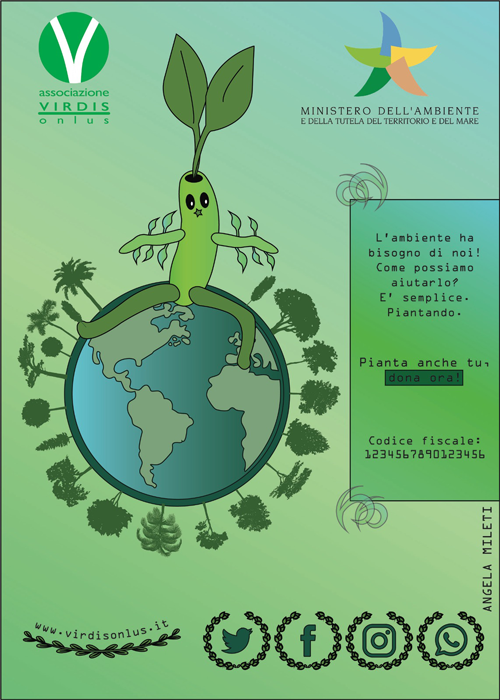 V
associazione
VIRDIS
onlus
MINISTERO DELL'AMBIENTE
E DELLA TUTELA DEL TERRITORIO E DEL MARE
L'ambiente ha
bisogno di noi!
Come possiamo
aiutarlo?
E' semplice.
Piantando.
Pianta anche tu,
dona ora!
Codice fiscale:
1234567890123456
ANGELA MILETI
www.virdisonlus.it